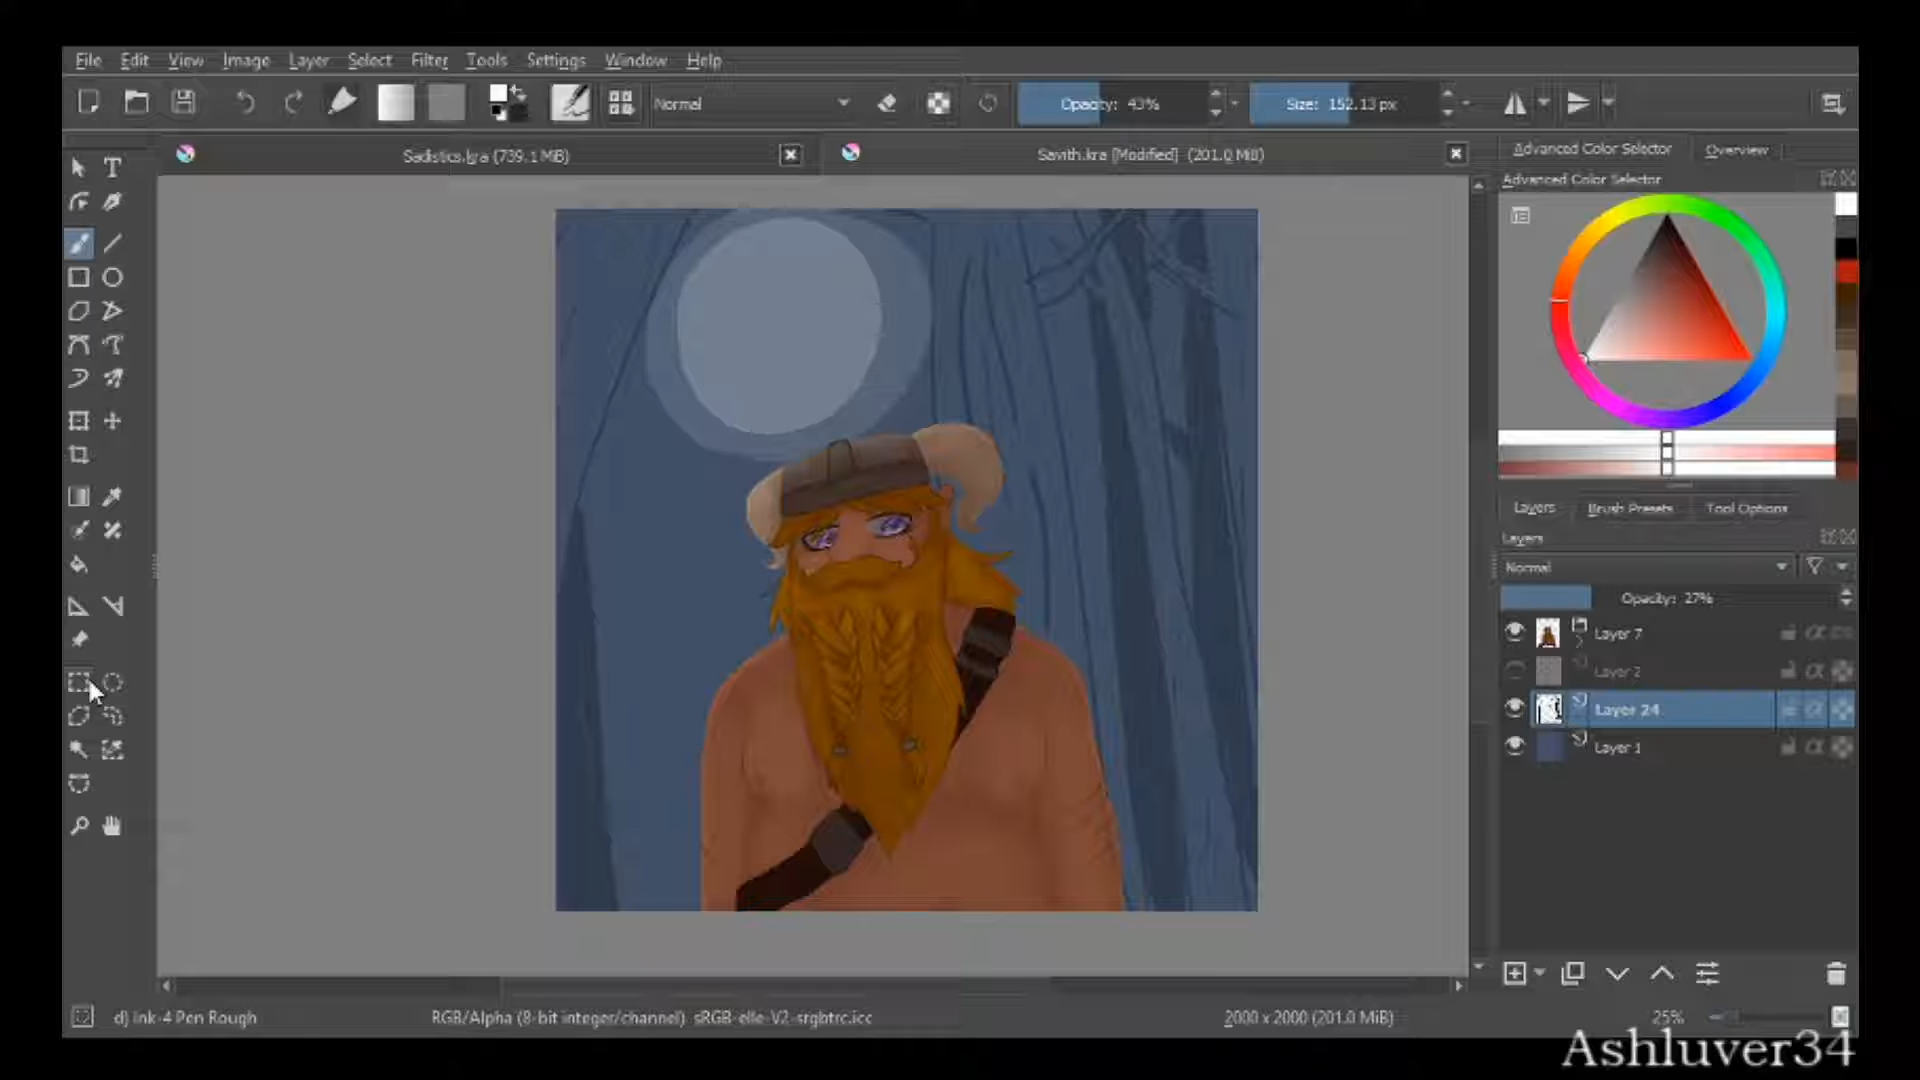 File Edit View Image Layer Select Filter Tools Settings Window Help
Normal Opacity: 43% Size: 152.13 px
Sadistics.kra (739.1 MiB) Savith.kra [Modified] (201.0 MiB)
Advanced Color Selector Overview
Advanced Color Selector
T
Layers Brush Presets Tool Options
Layers
Normal
Opacity: 27%
Layer 7
Layer 2
Layer 24
Layer 1
d) Ink-4 Pen Rough RGB/Alpha (8-bit integer/channel) sRGB-elle-V2-srgbtrc.icc 2000 x 2000 (201.0 MiB) 25%
Ashluver34